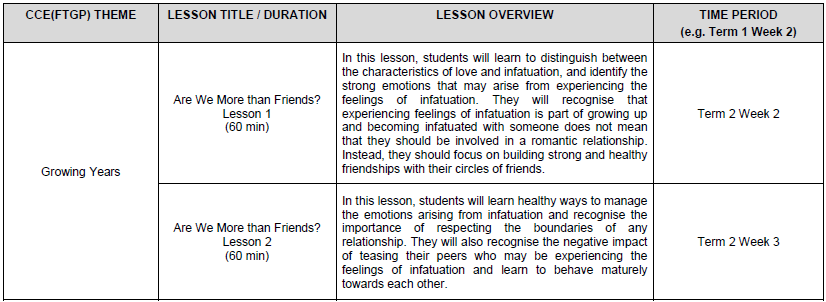 CCE(FTGP) THEME
LESSON TITLE / DURATION
LESSON OVERVIEW
TIME PERIOD
(e.g. Term 1 Week 2)
Growing Years
Are We More than Friends?
Lesson 1
(60 min)
In this lesson, students will learn to distinguish between
the characteristics of love and infatuation, and identify the
strong emotions that may arise from experiencing the
feelings of infatuation. They will recognise that
experiencing feelings of infatuation is part of growing up
and becoming infatuated with someone does not mean
that they should be involved in a romantic relationship.
Instead, they should focus on building strong and healthy
friendships with their circles of friends.
Term 2 Week 2
Are We More than Friends?
Lesson 2
(60 min)
In this lesson, students will learn healthy ways to manage
the emotions arising from infatuation and recognise the
importance of respecting the boundaries of any
relationship. They will also recognise the negative impact
of teasing their peers who may be experiencing the
feelings of infatuation and learn to behave maturely
towards each other.
Term 2 Week 3